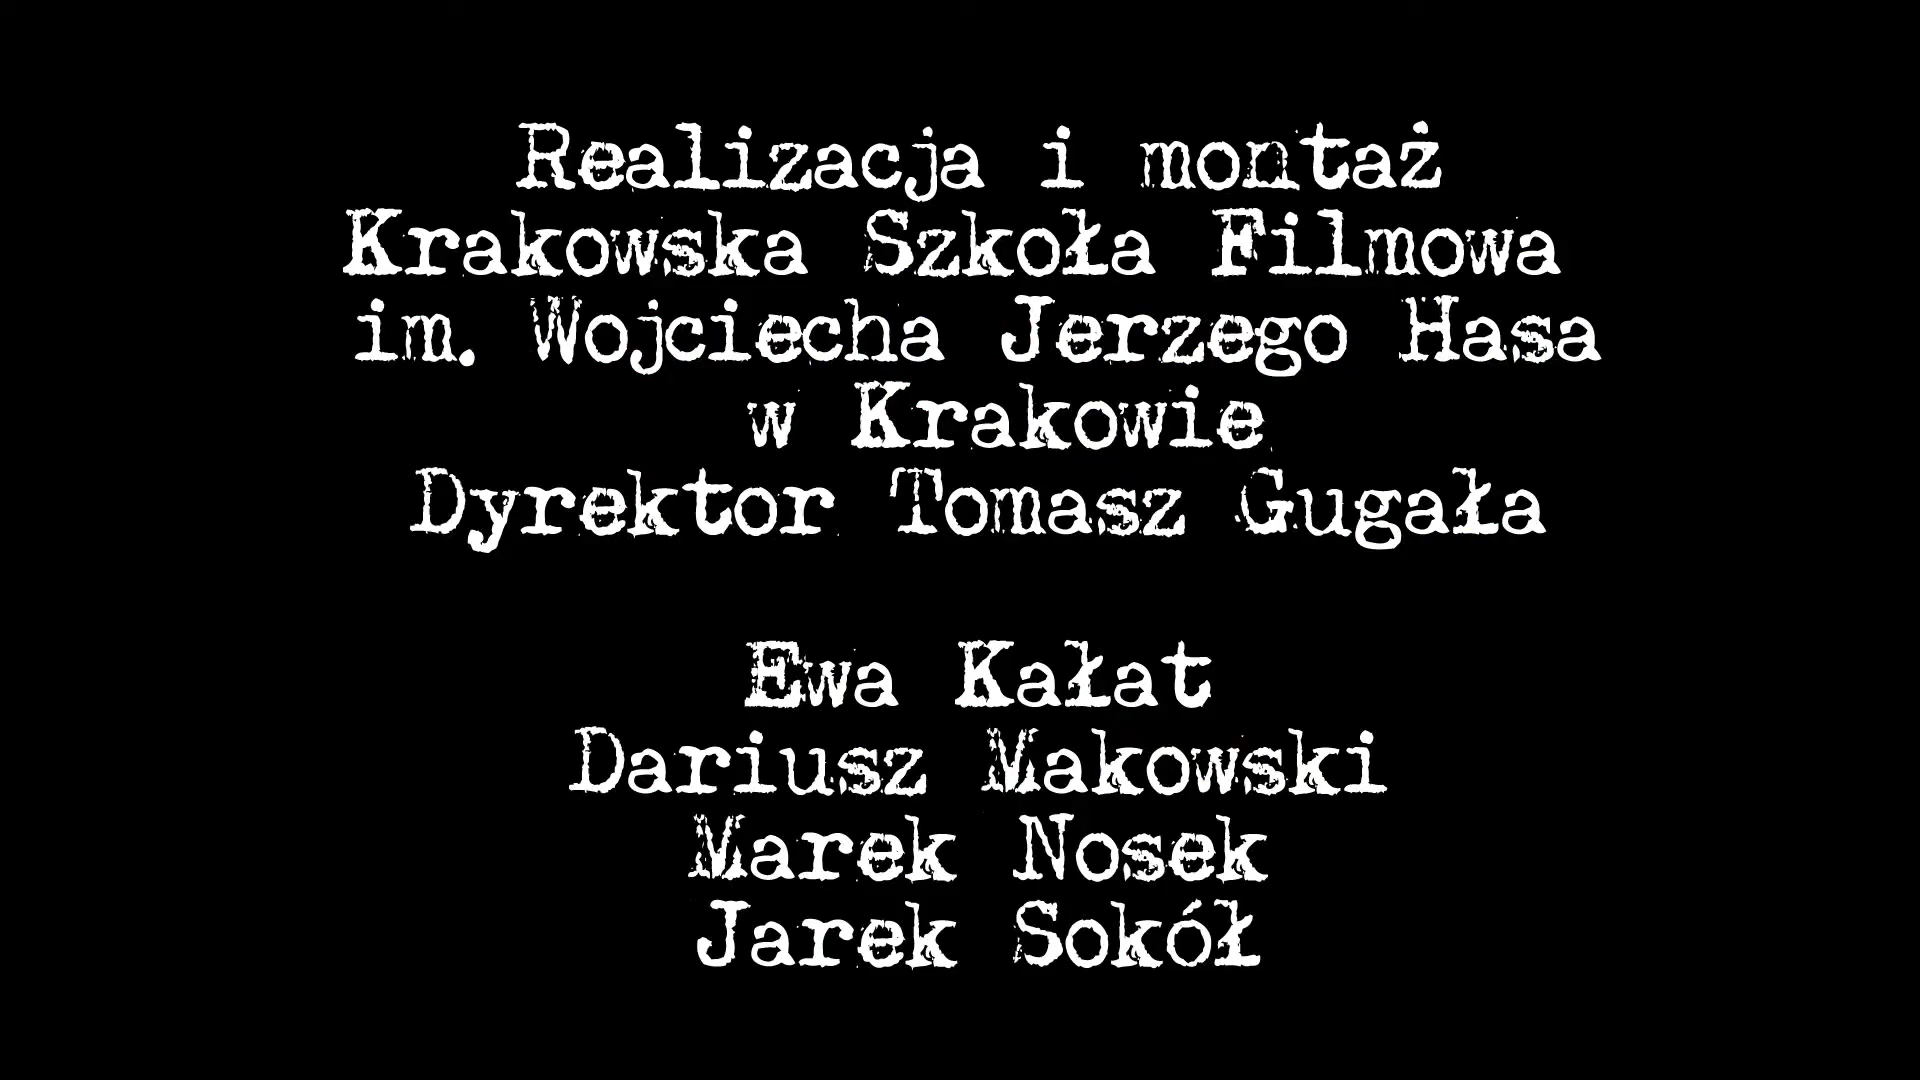 Realizacja i montaż
Krakowska Szkoła Filmowa
im. Wojciecha Jerzego Hasa
w Krakowie
Dyrektor Tomasz Gugała
Ewa Kałat
Dariusz Makowski
Marek Nosek
Jarek Sokół